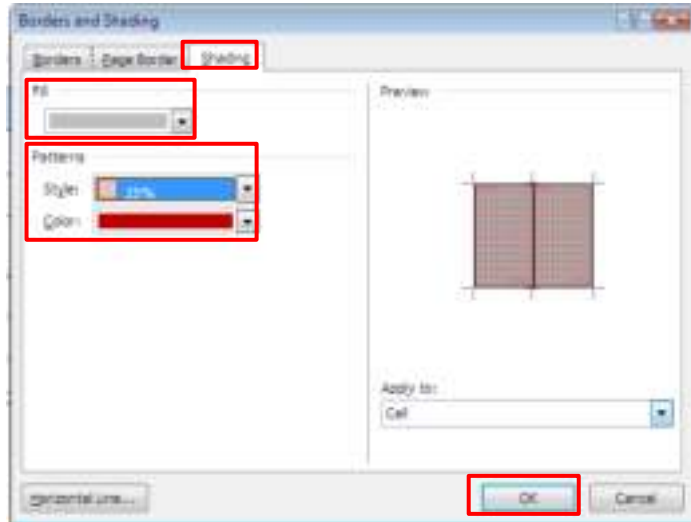 Borders and Shading
Borders
Page Border
Shading
Fill
Preview
Patterns
Style:
Color:
Apply to:
Cell
Horizontal Line...
OK
Cancel